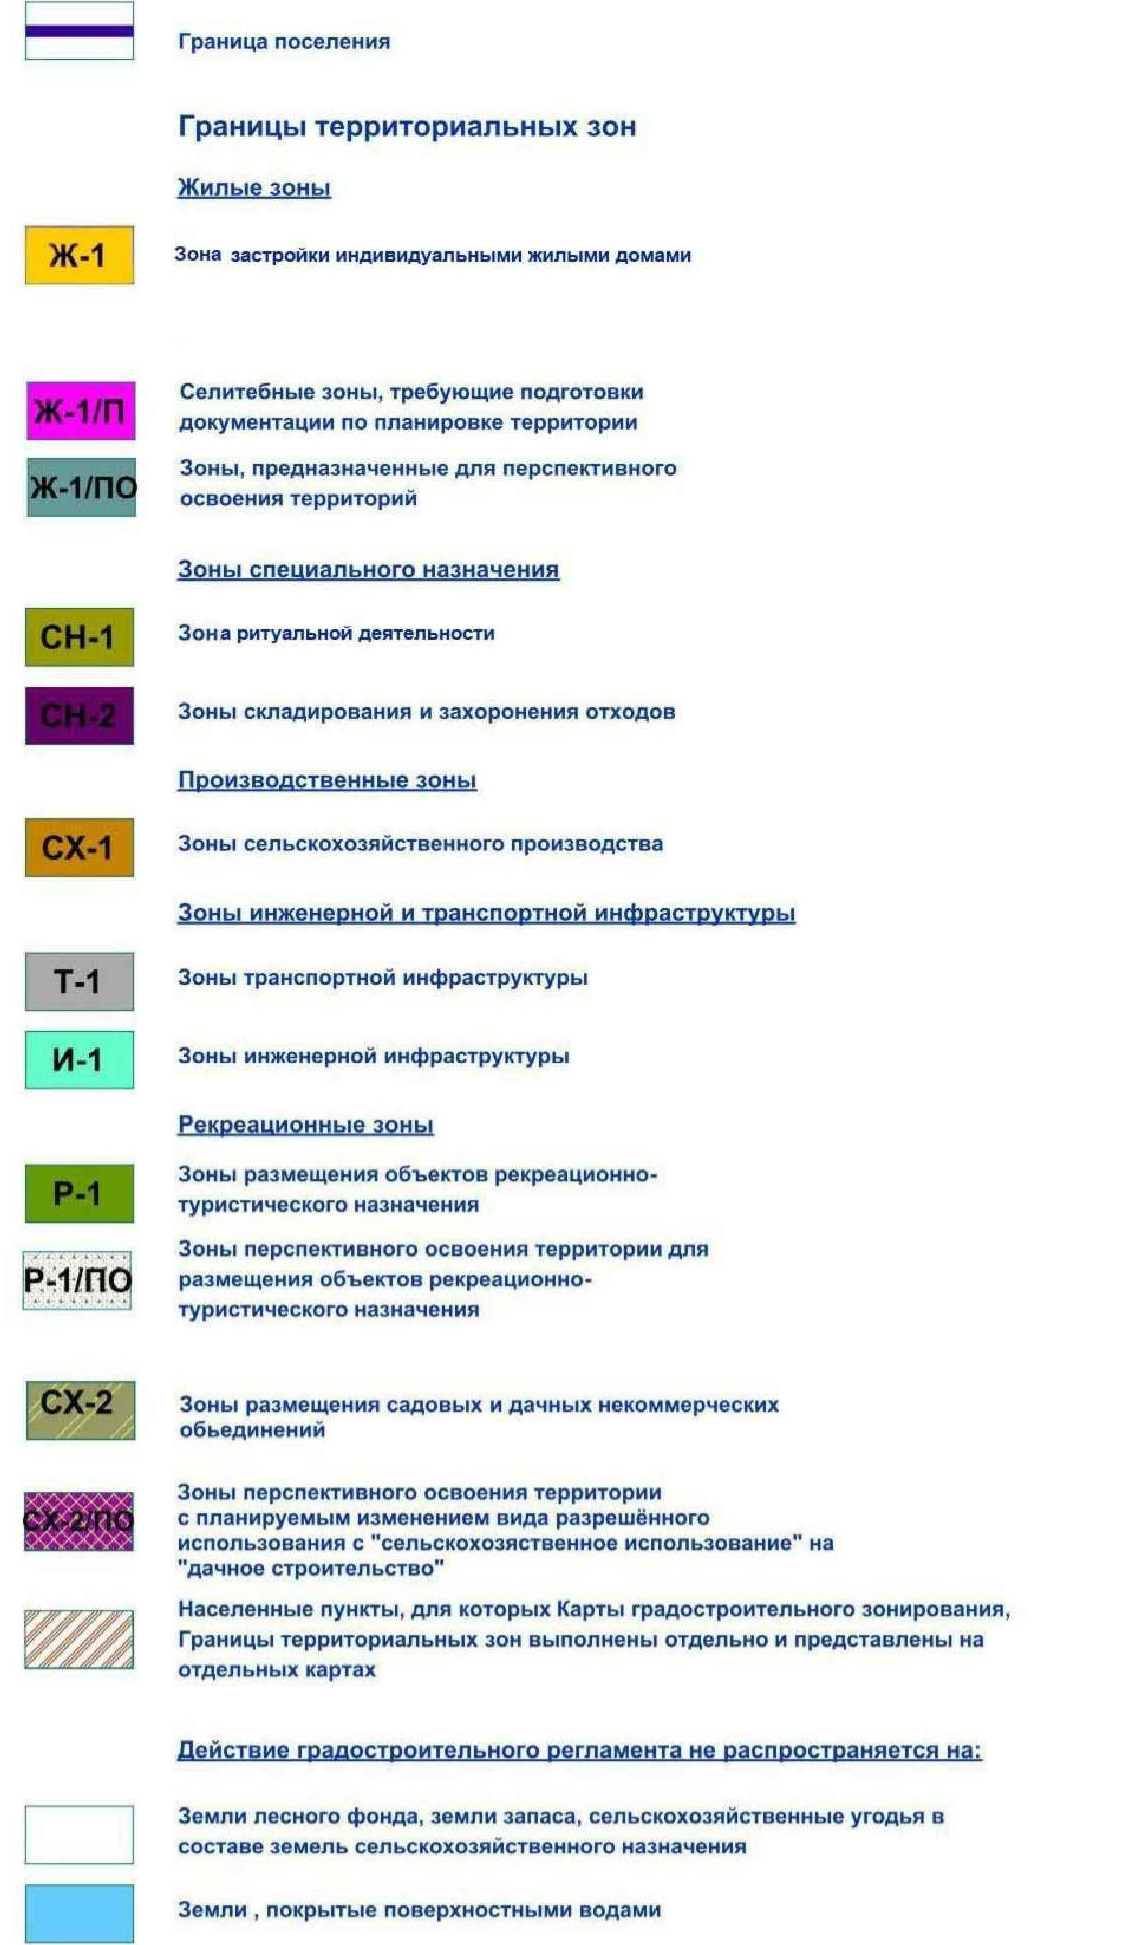 Граница поселения
Границы территориальных зон
Жилые зоны
Ж-1
Зона застройки индивидуальными жилыми домами
Ж-1/П
Селитебные зоны, требующие подготовки
документации по планировке территории
Ж-1/ПО
Зоны, предназначенные для перспективного
освоения территорий
Зоны специального назначения
СН-1
Зона ритуальной деятельности
СН-2
Зоны складирования и захоронения отходов
Производственные зоны
СХ-1
Зоны сельскохозяйственного производства
Зоны инженерной и транспортной инфраструктуры
Т-1
Зоны транспортной инфраструктуры
И-1
Зоны инженерной инфраструктуры
Рекреационные зоны
Р-1
Зоны размещения объектов рекреационно-
туристического назначения
Р-1/ПО
Зоны перспективного освоения территории для
размещения объектов рекреационно-
туристического назначения
СХ-2
Зоны размещения садовых и дачных некоммерческих
обьединений
СХ-2/ПО
Зоны перспективного освоения территории
с планируемым изменением вида разрешённого
использования с "сельскохозяственное использование" на
"дачное строительство"
Населенные пункты, для которых Карты градостроительного зонирования,
Границы территориальных зон выполнены отдельно и представлены на
отдельных картах
Действие градостроительного регламента не распространяется на:
Земли лесного фонда, земли запаса, сельскохозяйственные угодья в
составе земель сельскохозяйственного назначения
Земли , покрытые поверхностными водами